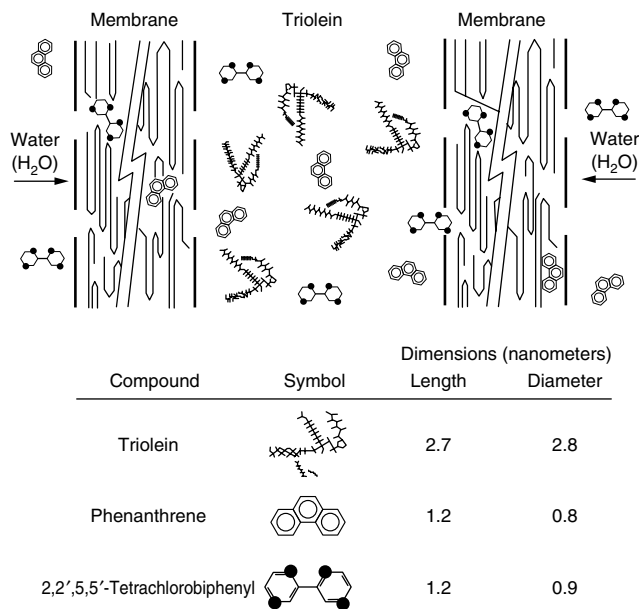 Membrane Triolein Membrane
Water Water
(H₂O) (H₂O)
Dimensions (nanometers)
Compound Symbol Length Diameter
Triolein 2.7 2.8
Phenanthrene 1.2 0.8
2,2′,5,5′-Tetrachlorobiphenyl 1.2 0.9